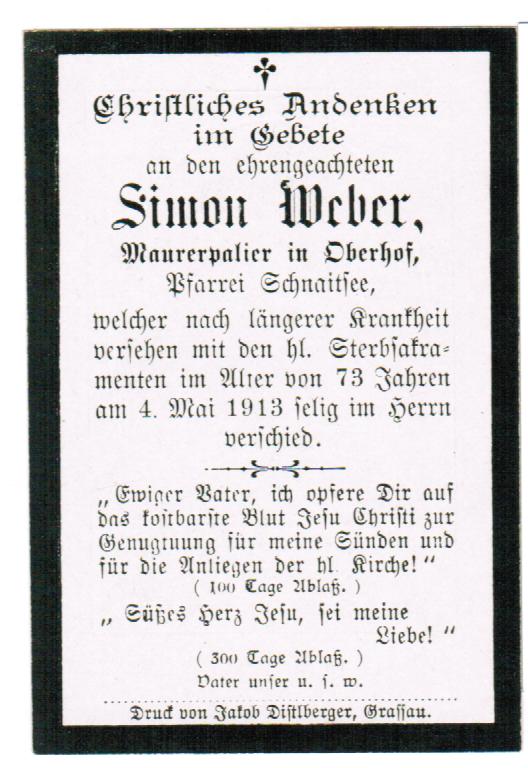 Chriſtliches Andenken
im Gebete
an den ehrengeachteten
Simon Weber,
Maurerpalier in Oberhof,
Pfarrei Schnaitſee,
welcher nach längerer Krankheit
verſehen mit den hl. Sterbſakra-
menten im Alter von 73 Jahren
am 4. Mai 1913 ſelig im Herrn
verſchied.
„Ewiger Vater, ich opfere Dir auf
das koſtbarſte Blut Jeſu Chriſti zur
Genugtuung für meine Sünden und
für die Anliegen der hl. Kirche!“
(100 Tage Ablaß.)
„Süßes Herz Jeſu, ſei meine
Liebe!“
(300 Tage Ablaß.)
Vater unſer u. ſ. w.
Druck von Jakob Diſtlberger, Graſſau.